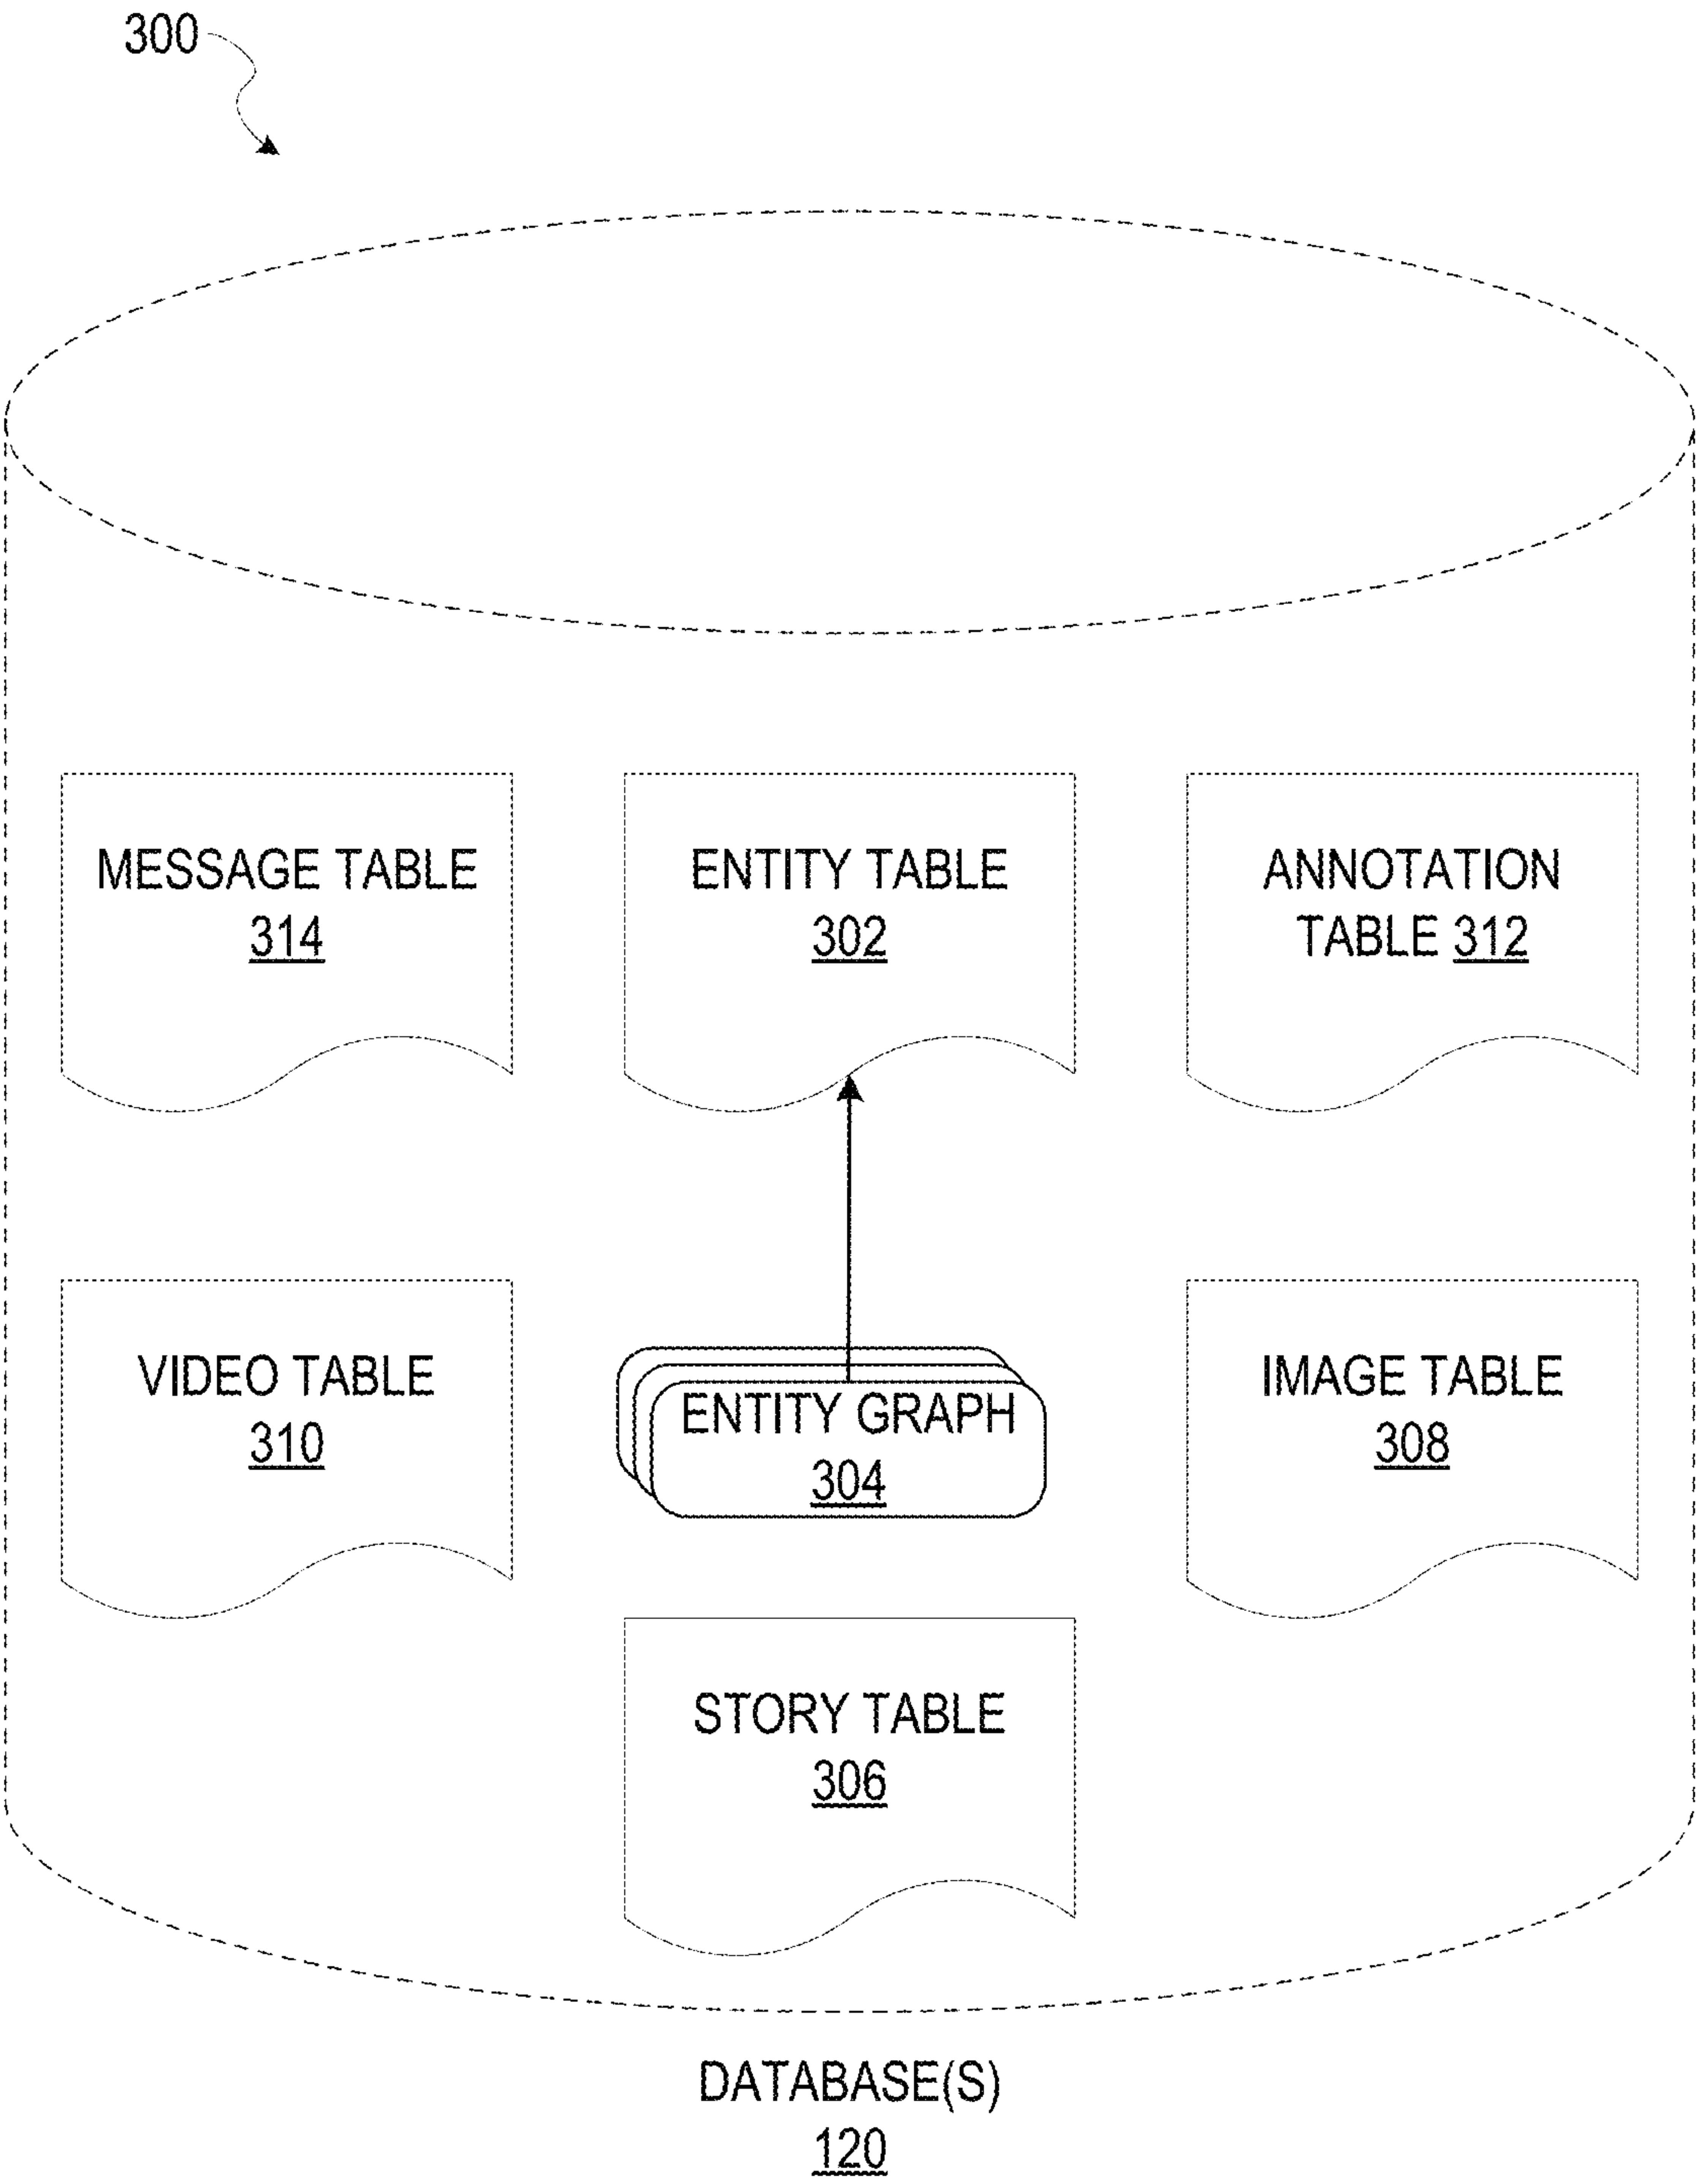 300
MESSAGE TABLE
314
ENTITY TABLE
302
ANNOTATION
TABLE 312
VIDEO TABLE
310
ENTITY GRAPH
304
IMAGE TABLE
308
STORY TABLE
306
DATABASE(S)
120